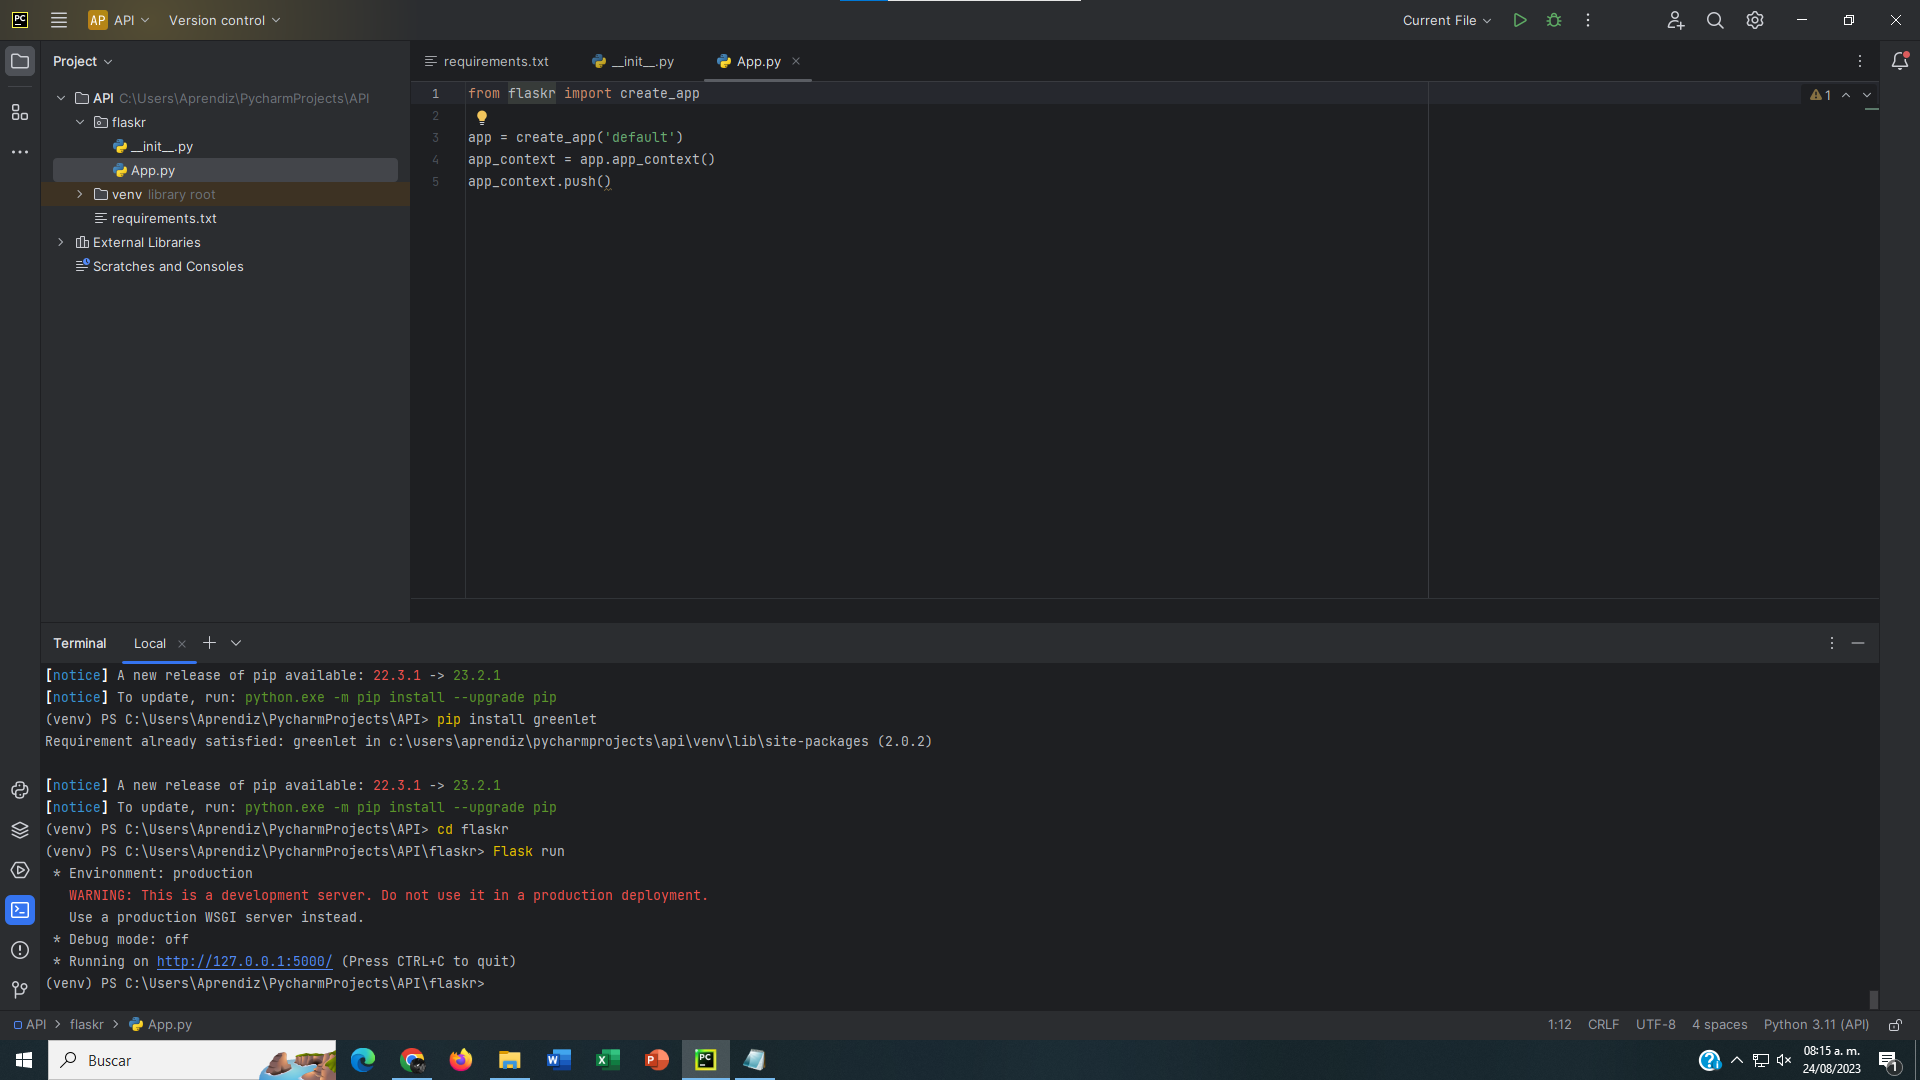 PC
AP API Version control
Current File
Project
requirements.txt __init__.py App.py
API C:\Users\Aprendiz\PycharmProjects\API
flaskr
__init__.py
App.py
venv library root
requirements.txt
External Libraries
Scratches and Consoles
1 from flaskr import create_app
2
3 app = create_app('default')
4 app_context = app.app_context()
5 app_context.push()
1
Terminal Local
[notice] A new release of pip available: 22.3.1 -> 23.2.1
[notice] To update, run: python.exe -m pip install --upgrade pip
(venv) PS C:\Users\Aprendiz\PycharmProjects\API> pip install greenlet
Requirement already satisfied: greenlet in c:\users\aprendiz\pycharmprojects\api\venv\lib\site-packages (2.0.2)
[notice] A new release of pip available: 22.3.1 -> 23.2.1
[notice] To update, run: python.exe -m pip install --upgrade pip
(venv) PS C:\Users\Aprendiz\PycharmProjects\API> cd flaskr
(venv) PS C:\Users\Aprendiz\PycharmProjects\API\flaskr> Flask run
* Environment: production
WARNING: This is a development server. Do not use it in a production deployment.
Use a production WSGI server instead.
* Debug mode: off
* Running on http://127.0.0.1:5000/ (Press CTRL+C to quit)
(venv) PS C:\Users\Aprendiz\PycharmProjects\API\flaskr>
API flaskr App.py
1:12 CRLF UTF-8 4 spaces Python 3.11 (API)
Buscar
W X P PC
08:15 a. m.
24/08/2023
1